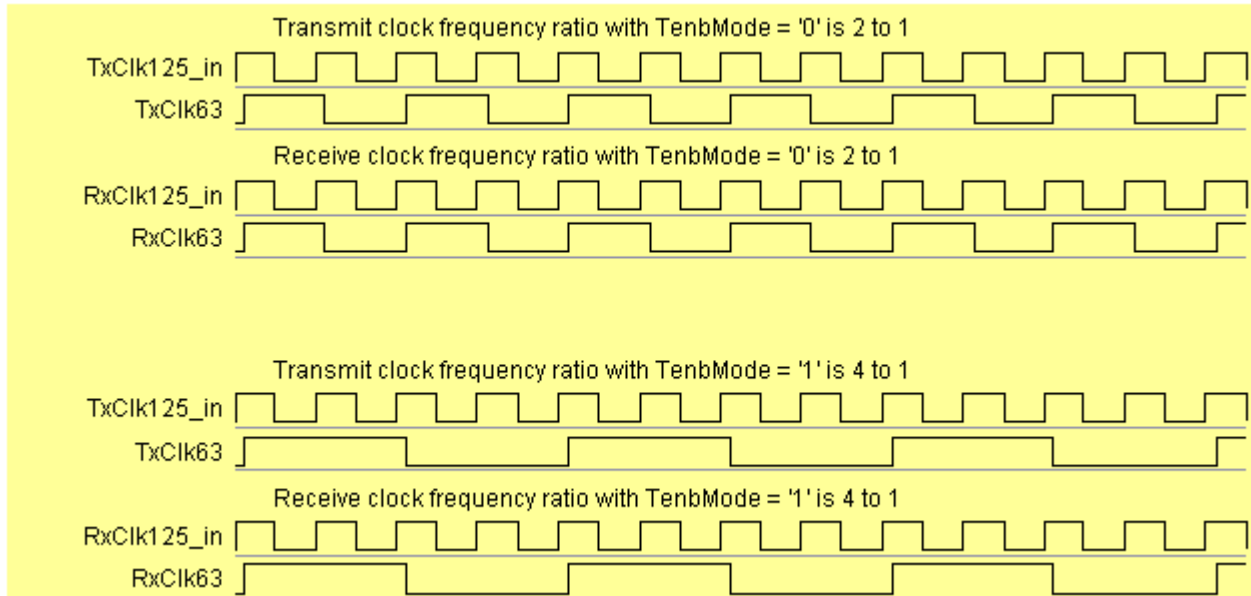 Transmit clock frequency ratio with TenbMode = '0' is 2 to 1
TxClk125_in
TxClk63
Receive clock frequency ratio with TenbMode = '0' is 2 to 1
RxClk125_in
RxClk63
Transmit clock frequency ratio with TenbMode = '1' is 4 to 1
TxClk125_in
TxClk63
Receive clock frequency ratio with TenbMode = '1' is 4 to 1
RxClk125_in
RxClk63